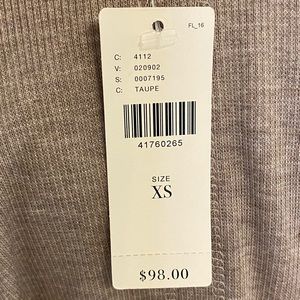 FL_16
C: 4112
V: 020902
S: 0007195
C: TAUPE
41760265
SIZE
XS
$98.00